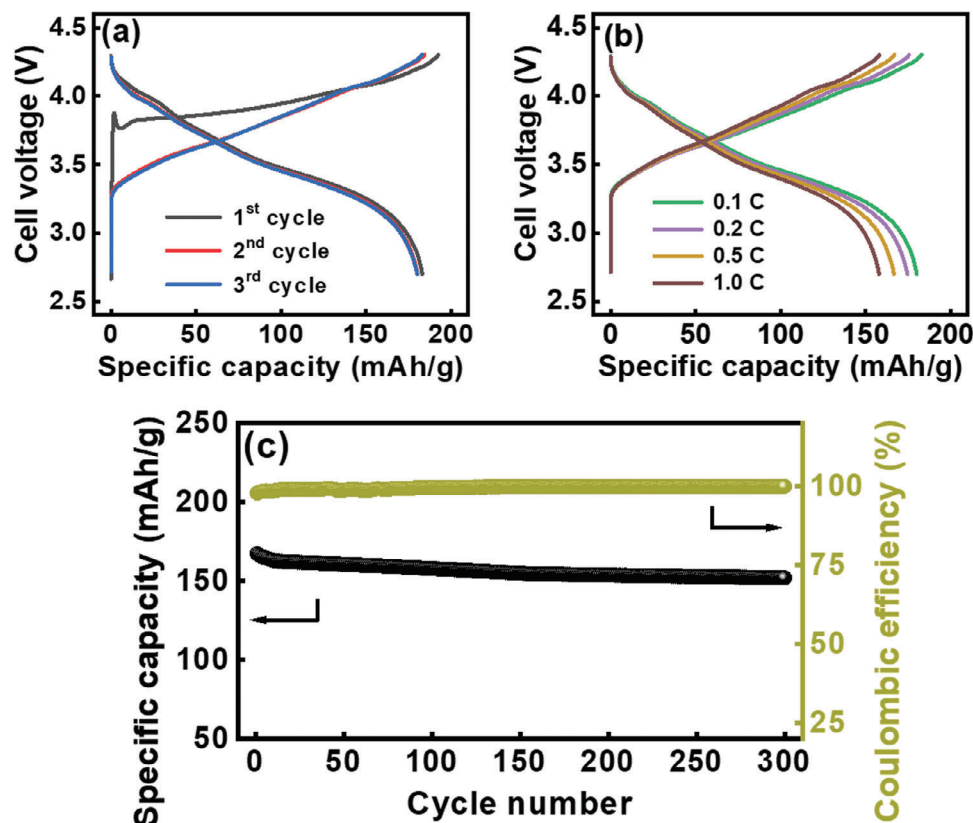 (a)
Cell voltage (V)
4.5
4.0
3.5
3.0
2.5
1st cycle
2nd cycle
3rd cycle
0 50 100 150 200
Specific capacity (mAh/g)
(b)
Cell voltage (V)
4.5
4.0
3.5
3.0
2.5
0.1 C
0.2 C
0.5 C
1.0 C
0 50 100 150 200
Specific capacity (mAh/g)
(c)
Specific capacity (mAh/g)
250
200
150
100
50
100
75
50
25
Coulombic efficiency (%)
0 50 100 150 200 250 300
Cycle number